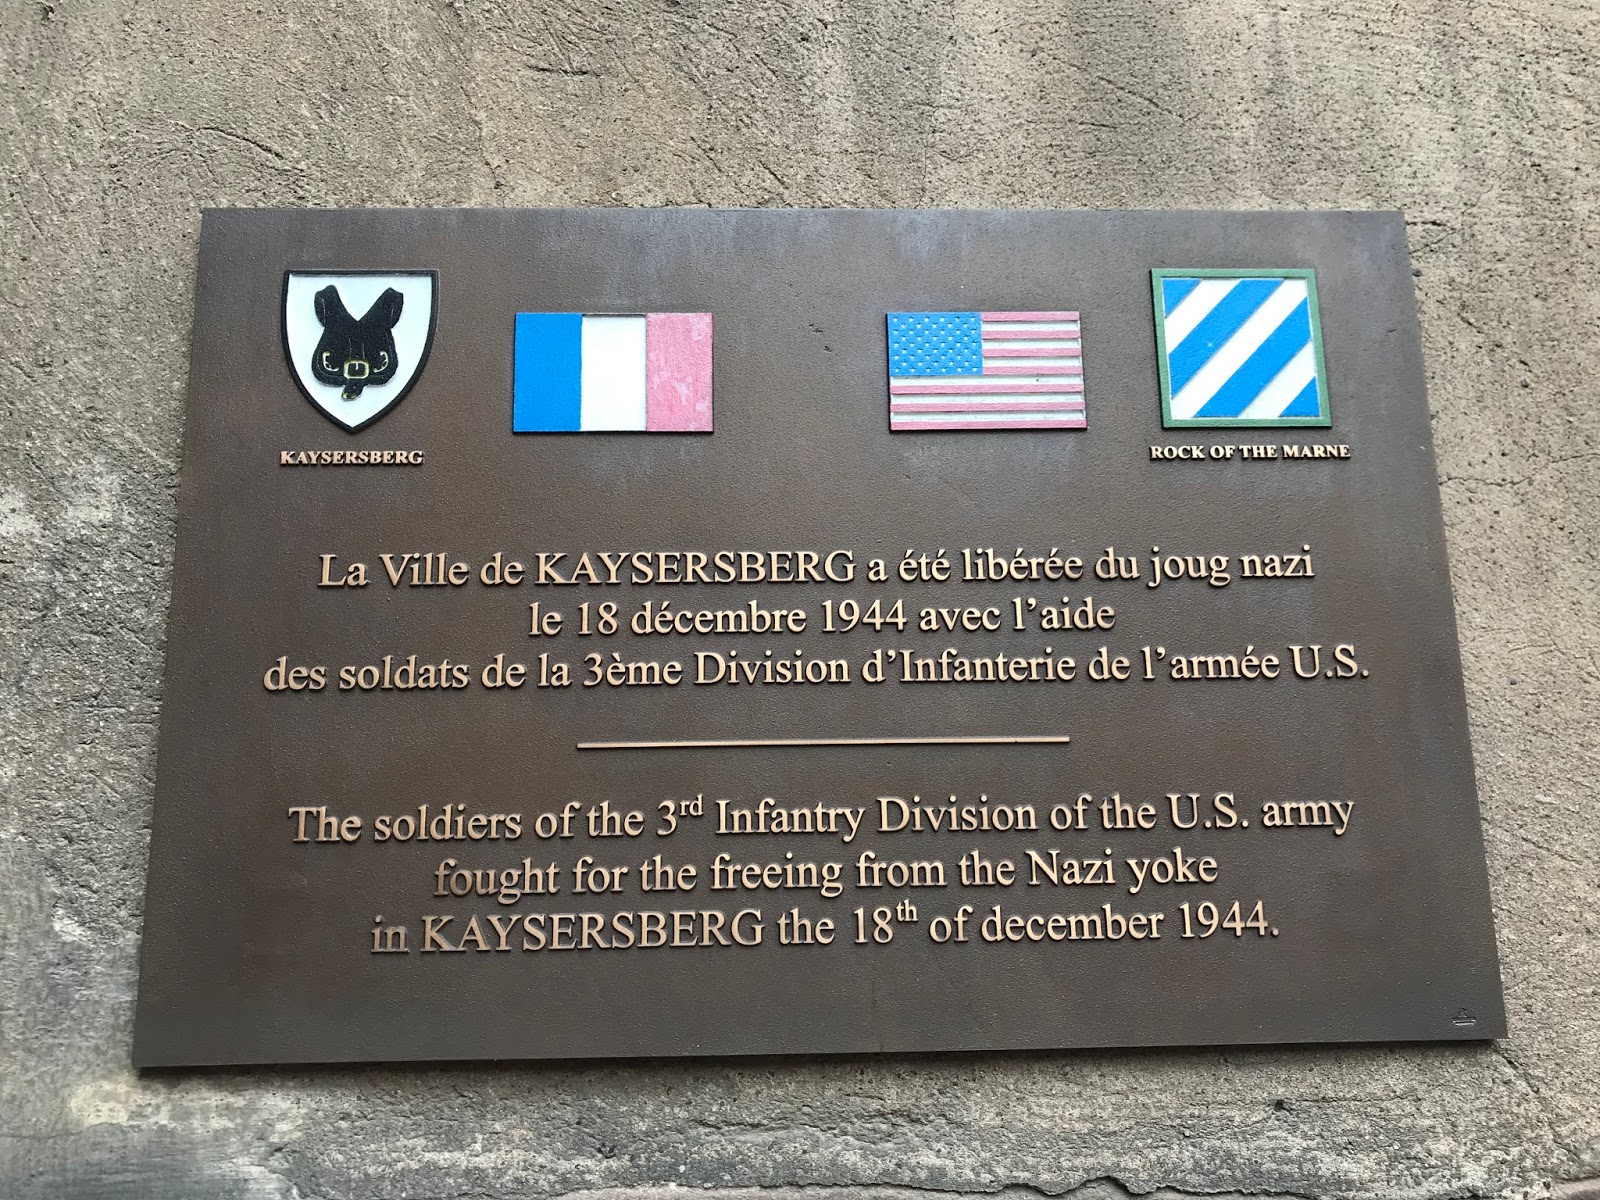 KAYSERSBERG
ROCK OF THE MARNE
La Ville de KAYSERSBERG a été libérée du joug nazi
le 18 décembre 1944 avec l'aide
des soldats de la 3ème Division d'Infanterie de l'armée U.S.
The soldiers of the 3rd Infantry Division of the U.S. army
fought for the freeing from the Nazi yoke
in KAYSERSBERG the 18th of december 1944.